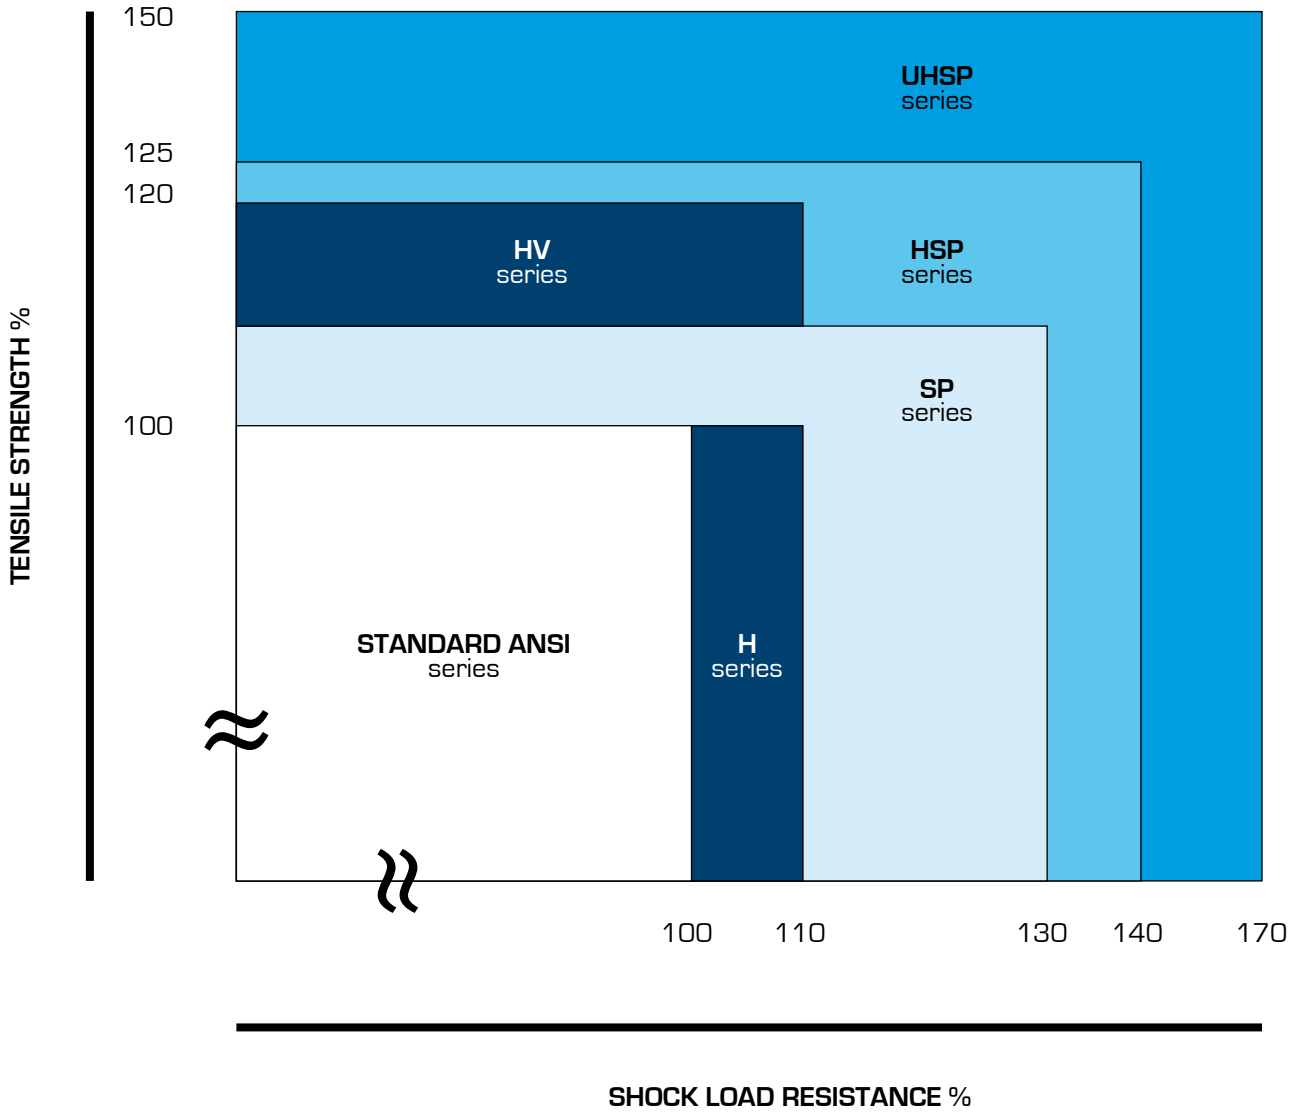 150
UHSP
series
125
120
HV
series
HSP
series
TENSILE STRENGTH %
SP
series
100
STANDARD ANSI
series
H
series
100 110 130 140 170
SHOCK LOAD RESISTANCE %